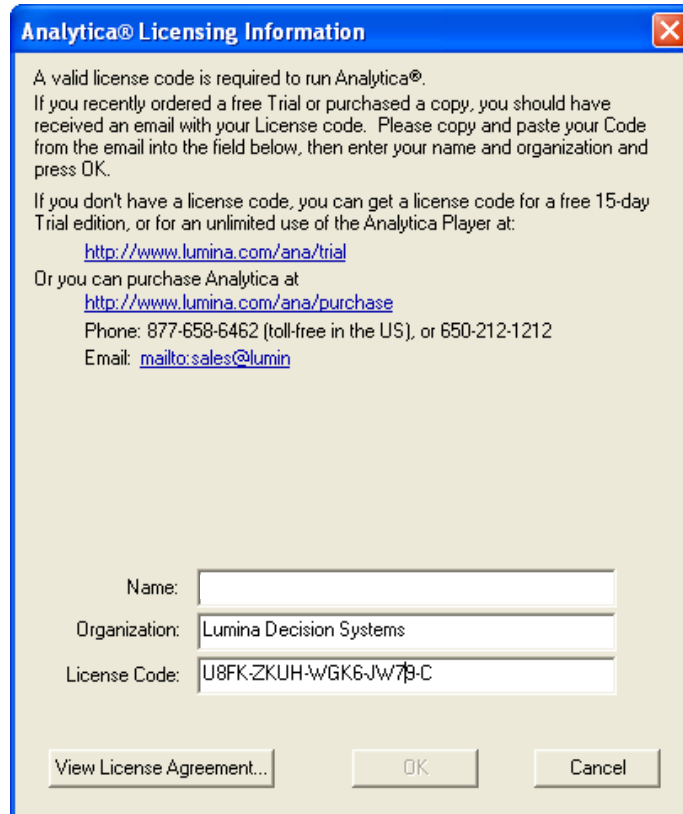 Analytica® Licensing Information
A valid license code is required to run Analytica®.
If you recently ordered a free Trial or purchased a copy, you should have
received an email with your License code. Please copy and paste your Code
from the email into the field below, then enter your name and organization and
press OK.
If you don't have a license code, you can get a license code for a free 15-day
Trial edition, or for an unlimited use of the Analytica Player at:
http://www.lumina.com/ana/trial
Or you can purchase Analytica at
http://www.lumina.com/ana/purchase
Phone: 877-658-6462 (toll-free in the US), or 650-212-1212
Email: mailto:sales@lumin
Name:
Organization: Lumina Decision Systems
License Code: U8FK-ZKUH-WGK6-JW79-C
View License Agreement... OK Cancel